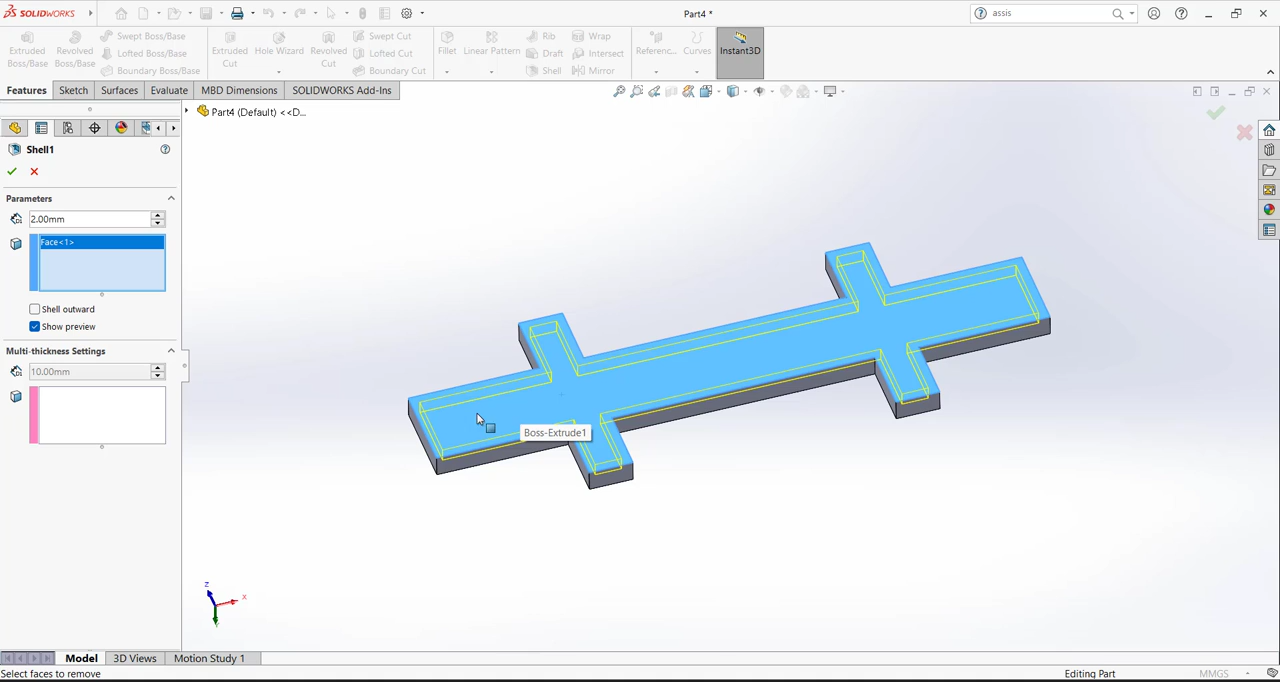 SOLIDWORKS
Part4 *
assis
Extruded Boss/Base
Revolved Boss/Base
Swept Boss/Base
Lofted Boss/Base
Boundary Boss/Base
Extruded Cut
Hole Wizard
Revolved Cut
Swept Cut
Lofted Cut
Boundary Cut
Fillet
Linear Pattern
Rib
Draft
Shell
Wrap
Intersect
Mirror
Referenc...
Curves
Instant3D
Features
Sketch
Surfaces
Evaluate
MBD Dimensions
SOLIDWORKS Add-Ins
Part4 (Default) <<D...
Shell1
Parameters
2.00mm
Face<1>
Shell outward
Show preview
Multi-thickness Settings
10.00mm
Boss-Extrude1
z
x
Model
3D Views
Motion Study 1
Select faces to remove
Editing Part
MMGS